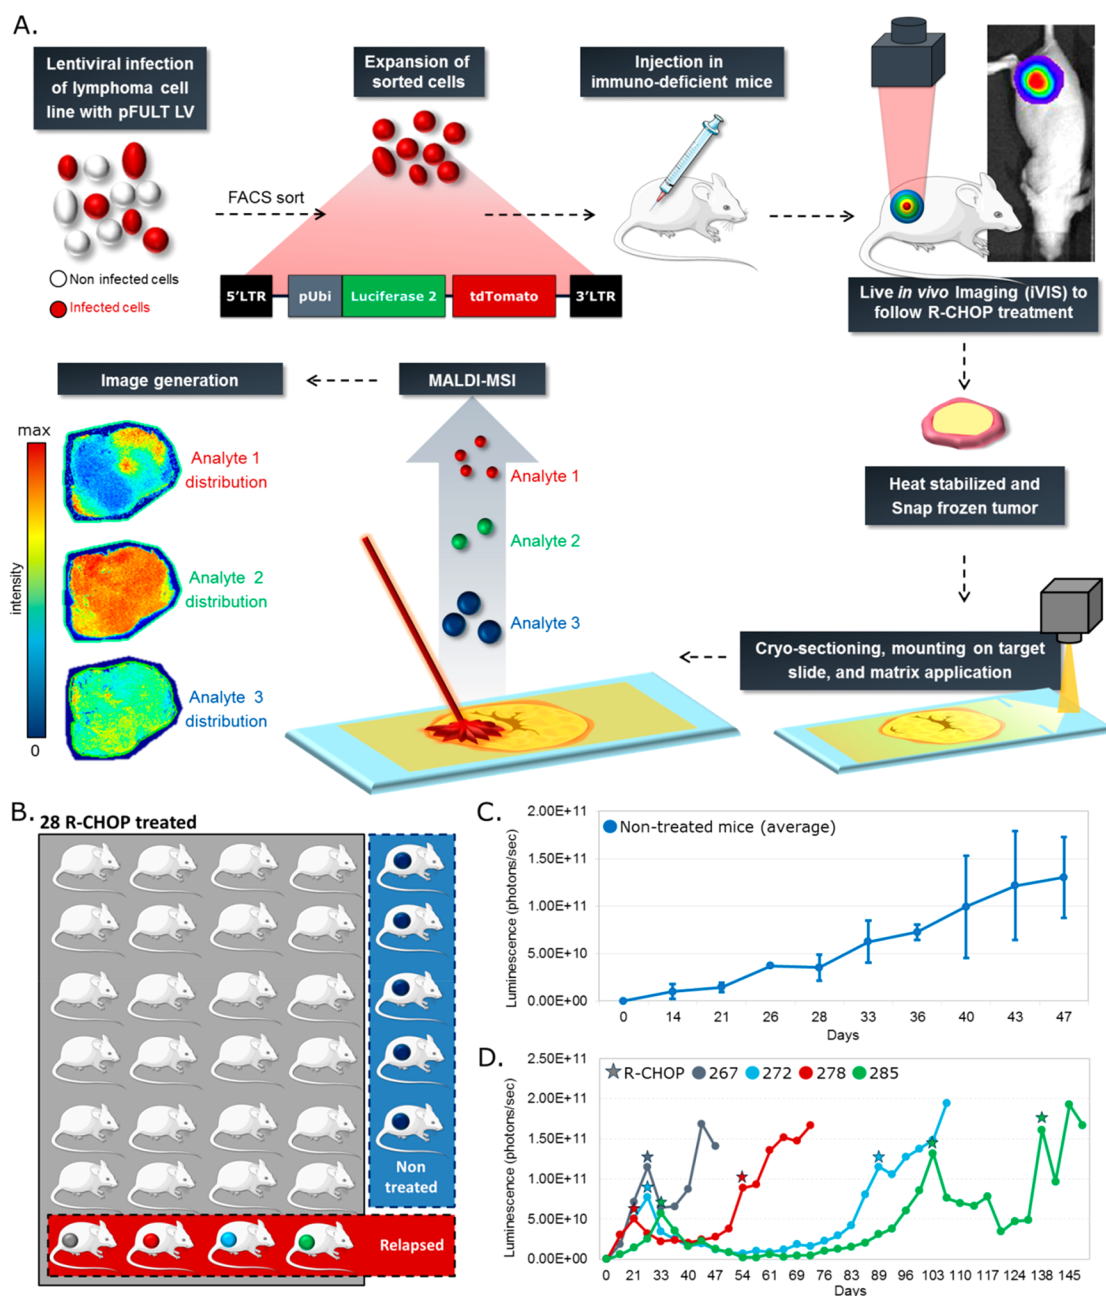 A.
Lentiviral infection
of lymphoma cell
line with pFULT LV
Expansion of
sorted cells
Injection in
immuno-deficient mice
FACS sort
Non infected cells
Infected cells
5'LTR
pUbi
Luciferase 2
tdTomato
3'LTR
Live in vivo Imaging (iVIS) to
follow R-CHOP treatment
Image generation
MALDI-MSI
max
intensity
0
Analyte 1
distribution
Analyte 2
distribution
Analyte 3
distribution
Analyte 1
Analyte 2
Analyte 3
Heat stabilized and
Snap frozen tumor
Cryo-sectioning, mounting on target
slide, and matrix application
B.
28 R-CHOP treated
Non
treated
Relapsed
C.
Non-treated mice (average)
Luminescence (photons/sec)
2.00E+11
1.50E+11
1.00E+11
5.00E+10
0.00E+00
0 14 21 26 28 33 36 40 43 47
Days
D.
R-CHOP 267 272 278 285
Luminescence (photons/sec)
2.50E+11
2.00E+11
1.50E+11
1.00E+11
5.00E+10
0.00E+00
0 21 33 40 47 54 61 69 76 83 89 96 103 110 117 124 138 145
Days